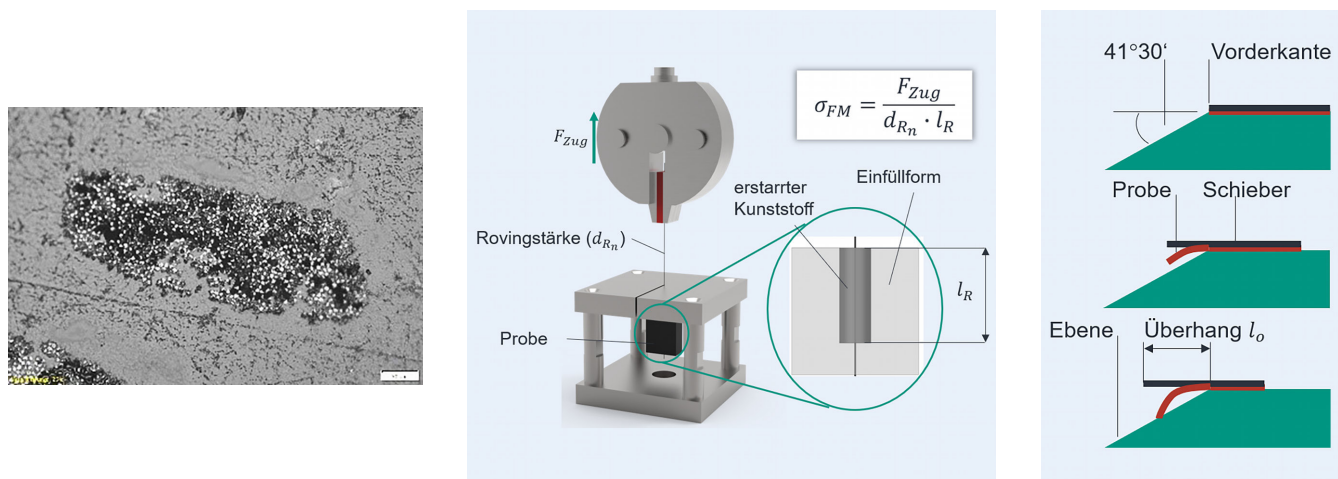 F_Zug
σ_FM = F_Zug / (d_Rn · l_R)
erstarrter
Kunststoff
Einfüllform
Rovingstärke (d_Rn)
l_R
Probe
41°30‘
Vorderkante
Probe
Schieber
Ebene
Überhang l_o